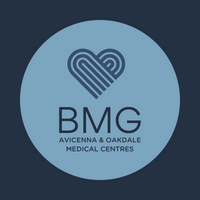 BMG
AVICENNA & OAKDALE
MEDICAL CENTRES